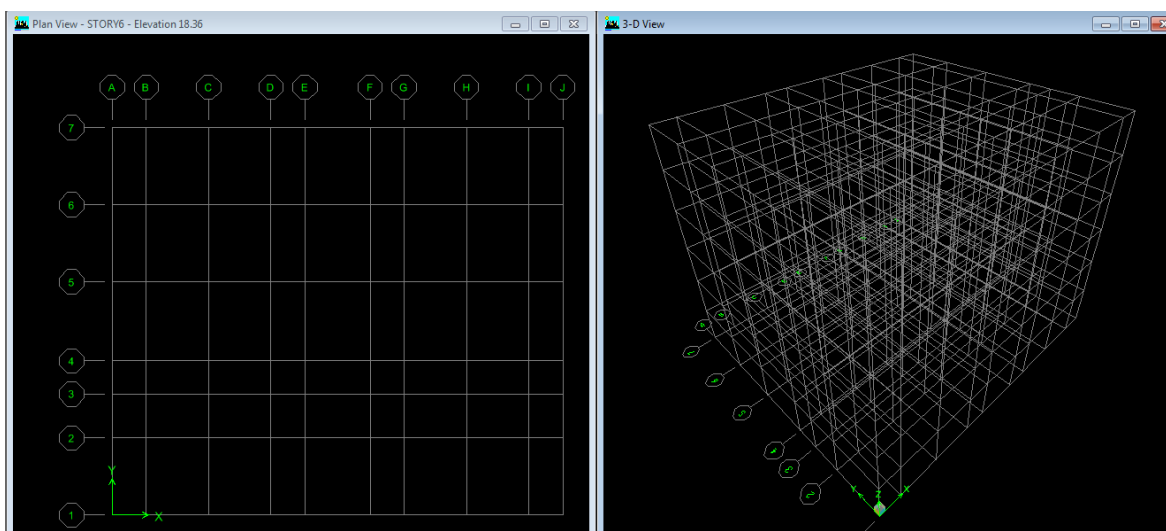 Plan View - STORY6 - Elevation 18.36
A B C D E F G H I J
7
6
5
4
3
2
1
Y
X
3-D View
Y Z X